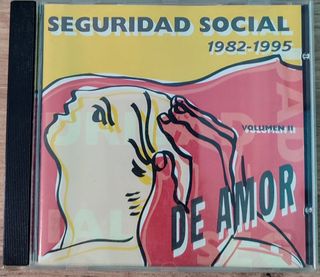 SEGURIDAD SOCIAL
1982-1995
VOLUMEN II
DE AMOR